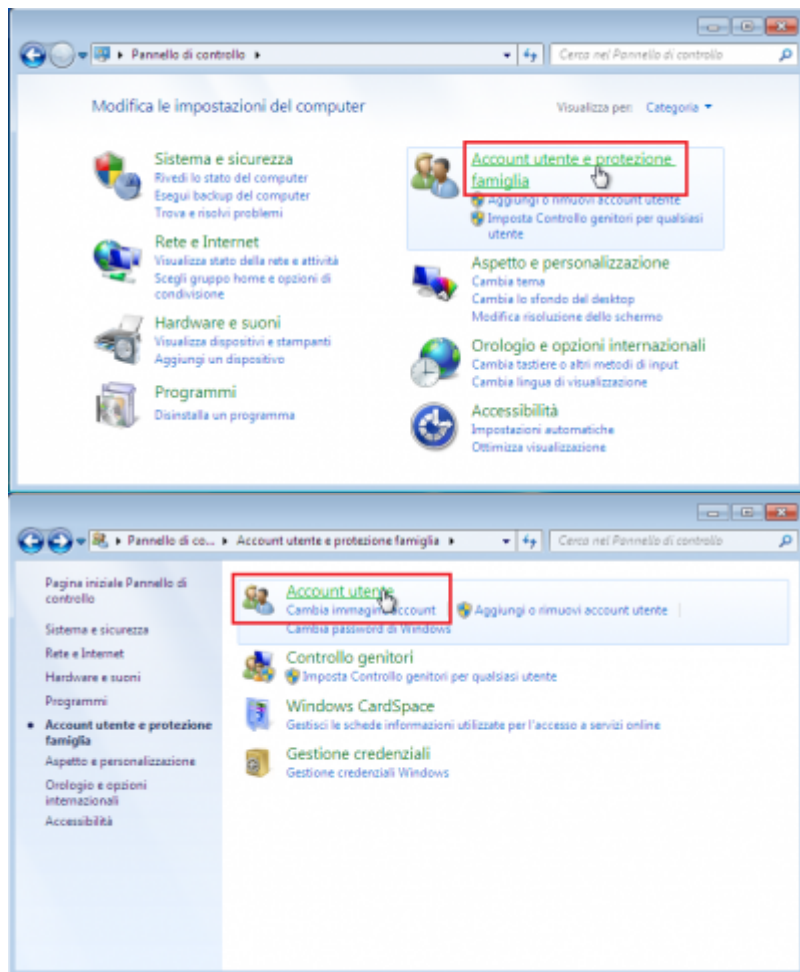 Pannello di controllo
Cerca nel Pannello di controllo
Modifica le impostazioni del computer
Visualizza per: Categoria
Sistema e sicurezza
Rivedi lo stato del computer
Esegui backup del computer
Trova e risolvi problemi
Rete e Internet
Visualizza stato della rete e attività
Scegli gruppo home e opzioni di
condivisione
Hardware e suoni
Visualizza dispositivi e stampanti
Aggiungi un dispositivo
Programmi
Disinstalla un programma
Account utente e protezione
famiglia
Aggiungi o rimuovi account utente
Imposta Controllo genitori per qualsiasi
utente
Aspetto e personalizzazione
Cambia tema
Cambia lo sfondo del desktop
Modifica risoluzione dello schermo
Orologio e opzioni internazionali
Cambia tastiere o altri metodi di input
Cambia lingua di visualizzazione
Accessibilità
Impostazioni automatiche
Ottimizza visualizzazione
Pannello di co... Account utente e protezione famiglia
Cerca nel Pannello di controllo
Pagina iniziale Pannello di
controllo
Sistema e sicurezza
Rete e Internet
Hardware e suoni
Programmi
Account utente e protezione
famiglia
Aspetto e personalizzazione
Orologio e opzioni
internazionali
Accessibilità
Account utente
Cambia immagine account Aggiungi o rimuovi account utente
Cambia password di Windows
Controllo genitori
Imposta Controllo genitori per qualsiasi utente
Windows CardSpace
Gestisci le schede informazioni utilizzate per l'accesso a servizi online
Gestione credenziali
Gestione credenziali Windows